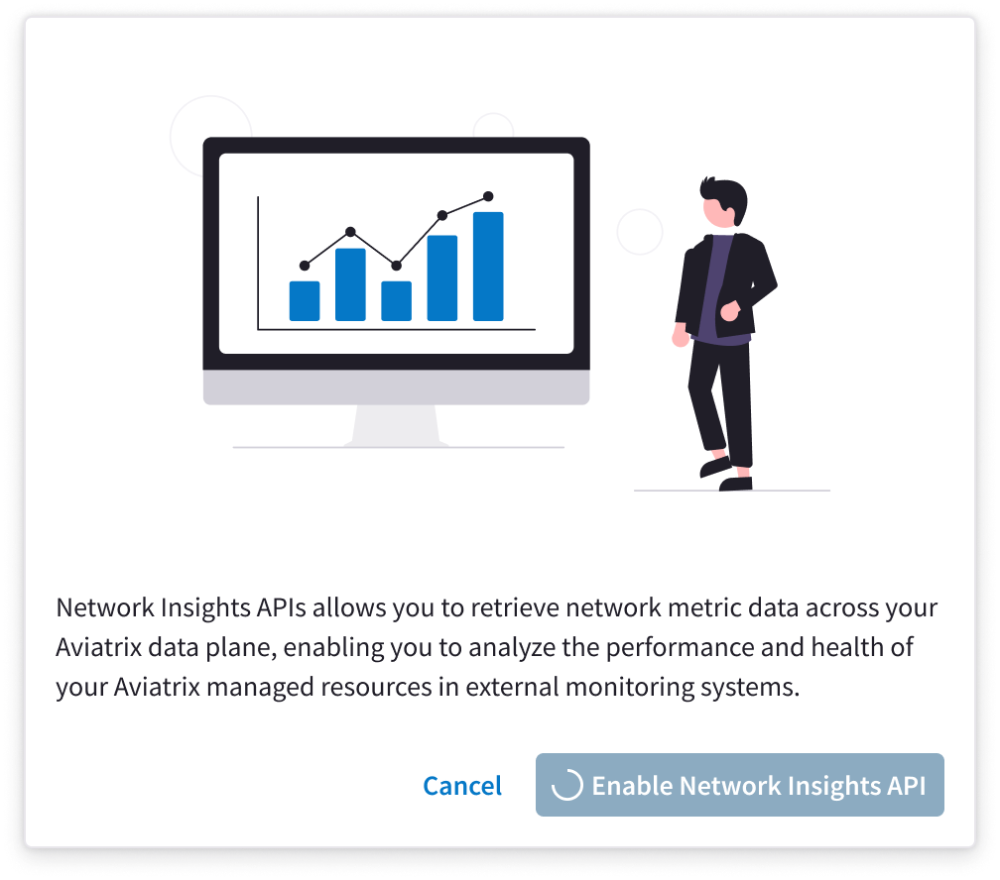 Network Insights APIs allows you to retrieve network metric data across your
Aviatrix data plane, enabling you to analyze the performance and health of
your Aviatrix managed resources in external monitoring systems.
Cancel
Enable Network Insights API